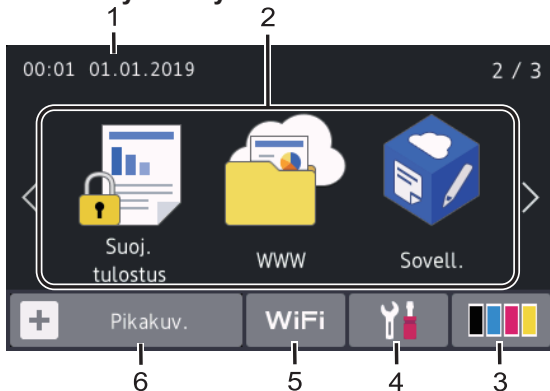 1 2
00:01 01.01.2019 2 / 3
Suoj.
tulostus
WWW
Sovell.
Pikakuv.
WiFi
6 5 4 3